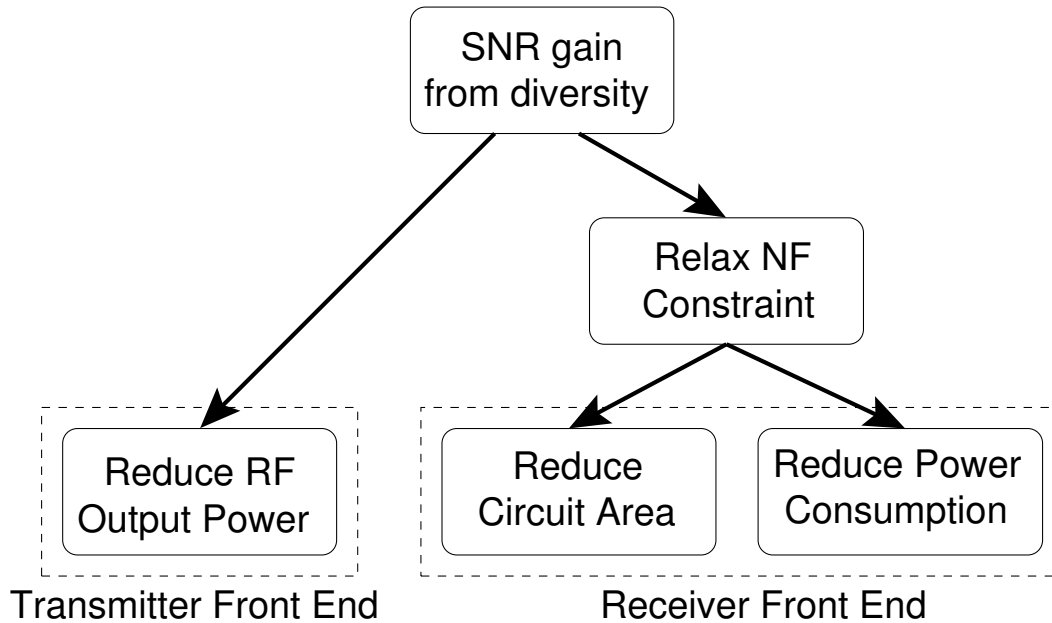 SNR gain
from diversity
Relax NF
Constraint
Reduce RF
Output Power
Reduce
Circuit Area
Reduce Power
Consumption
Transmitter Front End
Receiver Front End